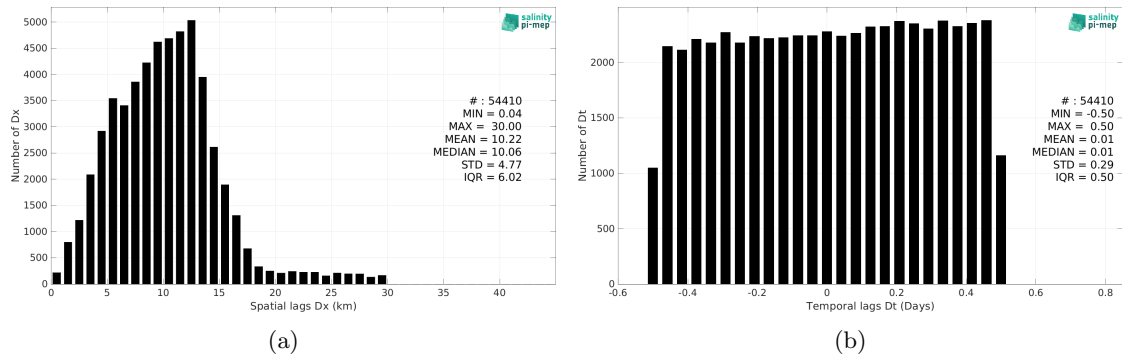 5000
4500
4000
3500
3000
2500
2000
1500
1000
500
0
Number of Dx
salinity
pi-mep
# : 54410
MIN = 0.04
MAX = 30.00
MEAN = 10.22
MEDIAN = 10.06
STD = 4.77
IQR = 6.02
0 5 10 15 20 25 30 35 40
Spatial lags Dx (km)
(a)
2000
1500
1000
500
0
Number of Dt
salinity
pi-mep
# : 54410
MIN = -0.50
MAX = 0.50
MEAN = 0.01
MEDIAN = 0.01
STD = 0.29
IQR = 0.50
-0.6 -0.4 -0.2 0 0.2 0.4 0.6 0.8
Temporal lags Dt (Days)
(b)